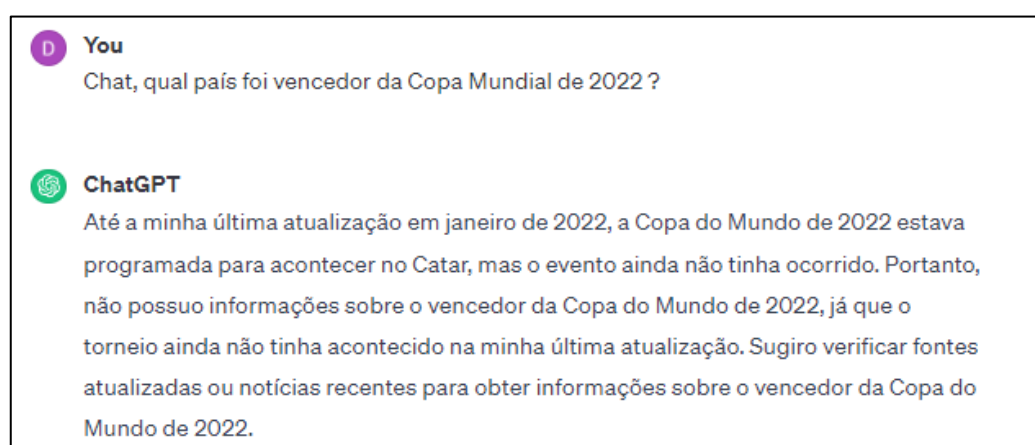 D
You
Chat, qual país foi vencedor da Copa Mundial de 2022 ?
ChatGPT
Até a minha última atualização em janeiro de 2022, a Copa do Mundo de 2022 estava
programada para acontecer no Catar, mas o evento ainda não tinha ocorrido. Portanto,
não possuo informações sobre o vencedor da Copa do Mundo de 2022, já que o
torneio ainda não tinha acontecido na minha última atualização. Sugiro verificar fontes
atualizadas ou notícias recentes para obter informações sobre o vencedor da Copa do
Mundo de 2022.